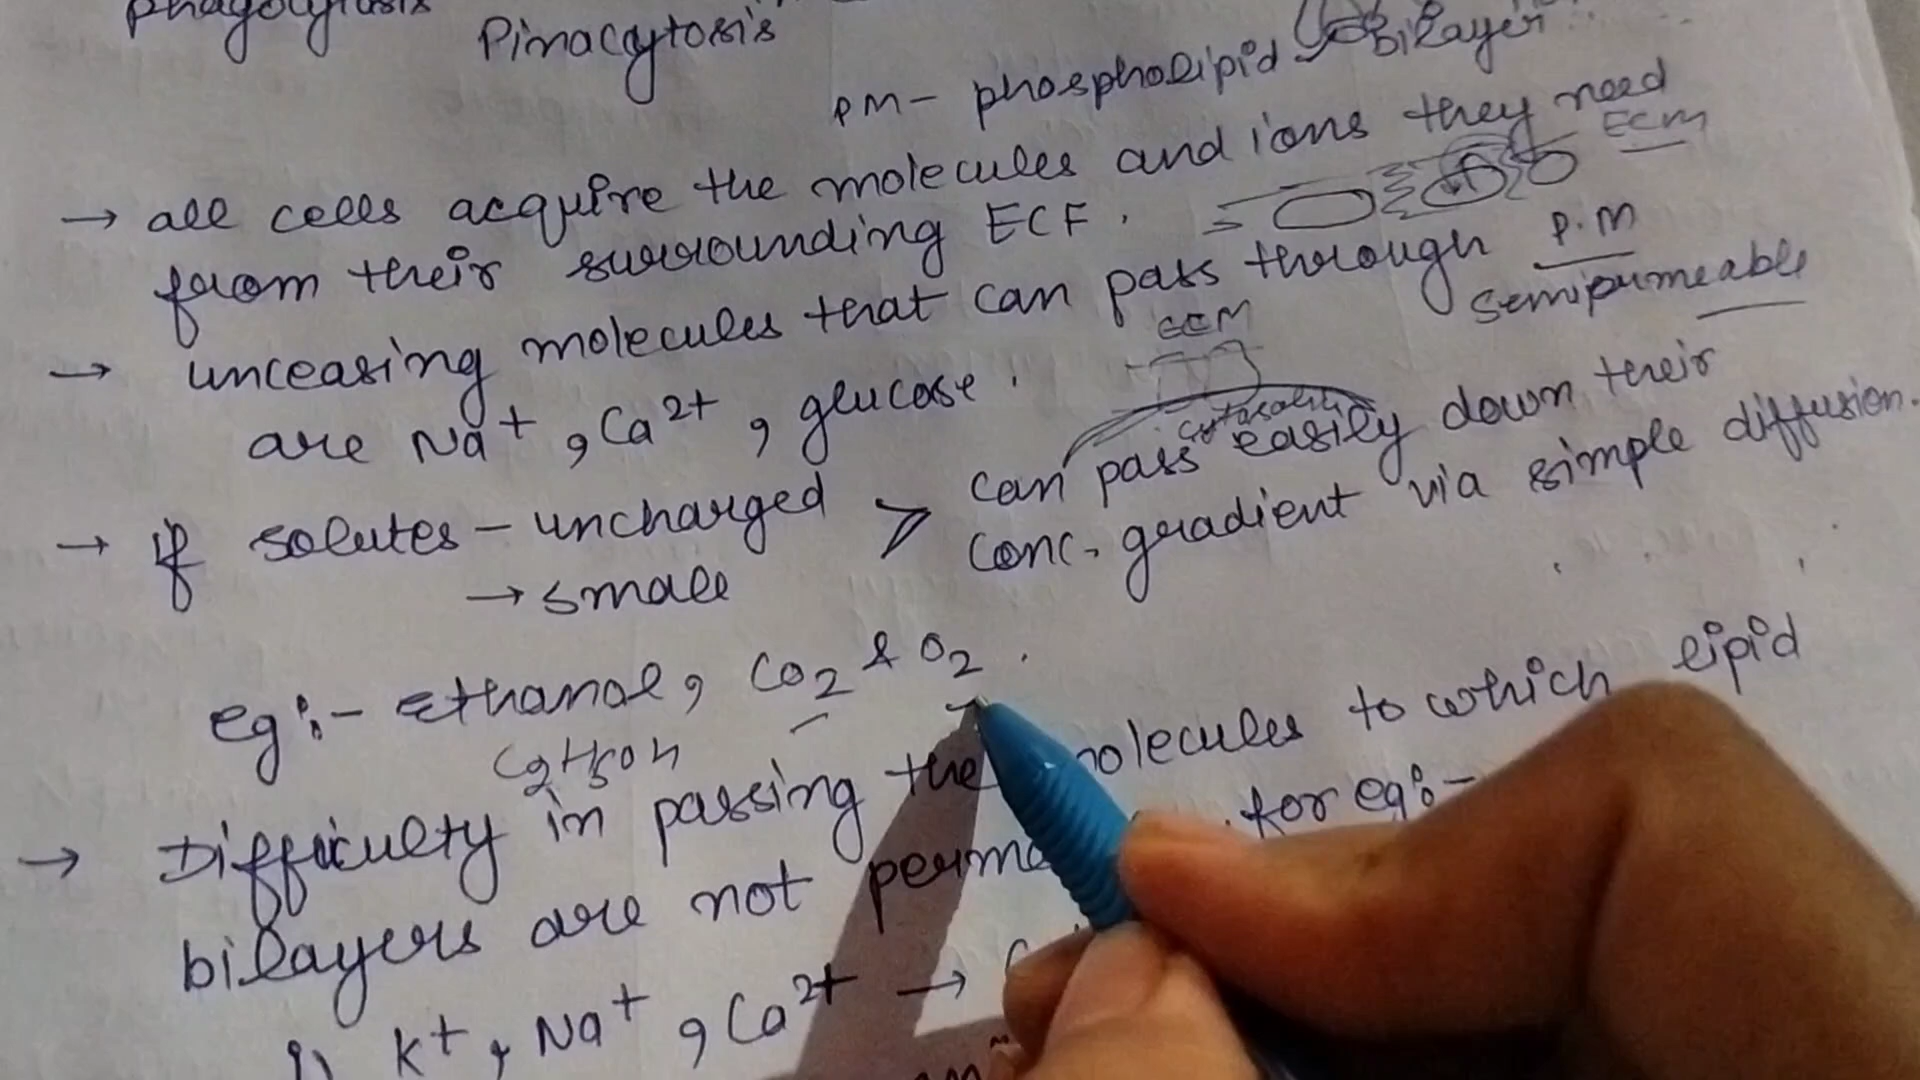 phagocytosis
Pinacytosis
PM - phospholipid bilayer
→ all cells acquire the molecules and ions they need
from their surrounding ECF.
ECM
P.M
semipermeable
→ unceasing molecules that can pass through
are Na+, Ca2+, glucose.
ECM
cytosolic
→ if solutes - uncharged > can pass easily down their
→ small conc. gradient via simple diffusion.
eg:- Ethanol, CO2 & O2.
C2H5OH
→ Difficulty in passing the molecules to which lipid
bilayers are not perme for eg:-
1) K+, Na+, Ca2+ →